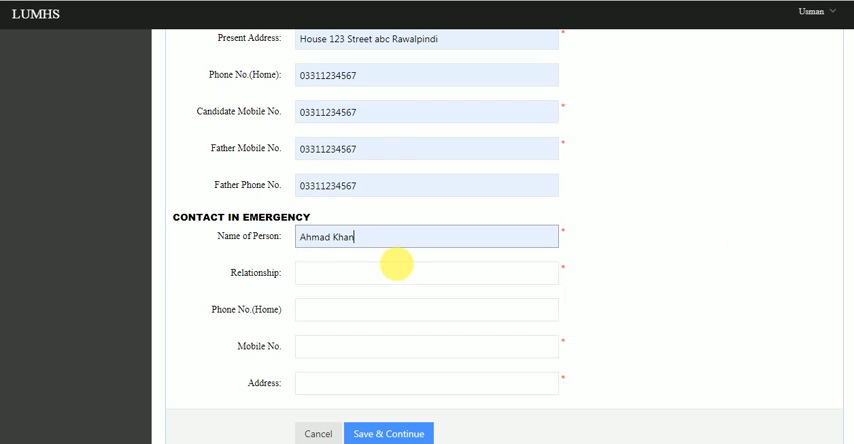 LUMHS
Usman
Present Address: House 123 Street abc Rawalpindi *
Phone No.(Home): 03311234567
Candidate Mobile No. 03311234567 *
Father Mobile No. 03311234567 *
Father Phone No. 03311234567
CONTACT IN EMERGENCY
Name of Person: Ahmad Khan *
Relationship: *
Phone No.(Home)
Mobile No. *
Address: *
Cancel Save & Continue